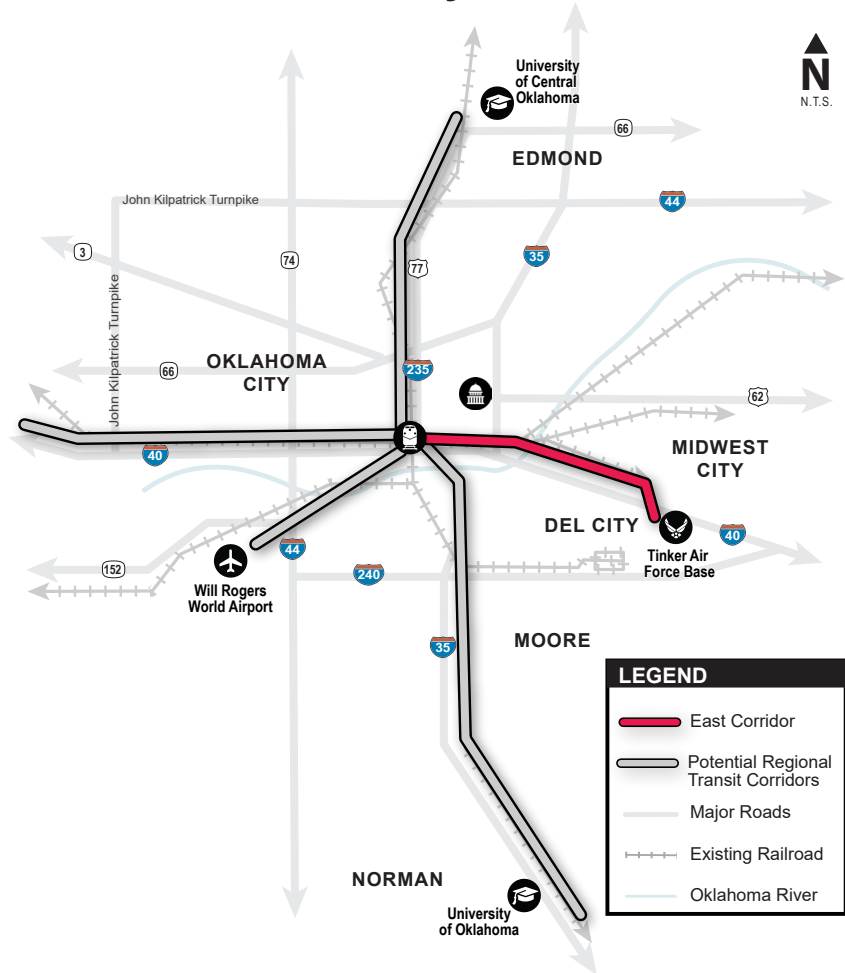 University
of Central
Oklahoma
N
N.T.S.
66
EDMOND
John Kilpatrick Turnpike
44
3
74
77
35
John Kilpatrick Turnpike
OKLAHOMA
CITY
66
235
62
MIDWEST
CITY
40
DEL CITY
40
Tinker Air
Force Base
44
152
240
Will Rogers
World Airport
35
MOORE
LEGEND
East Corridor
Potential Regional
Transit Corridors
Major Roads
Existing Railroad
Oklahoma River
NORMAN
University
of Oklahoma